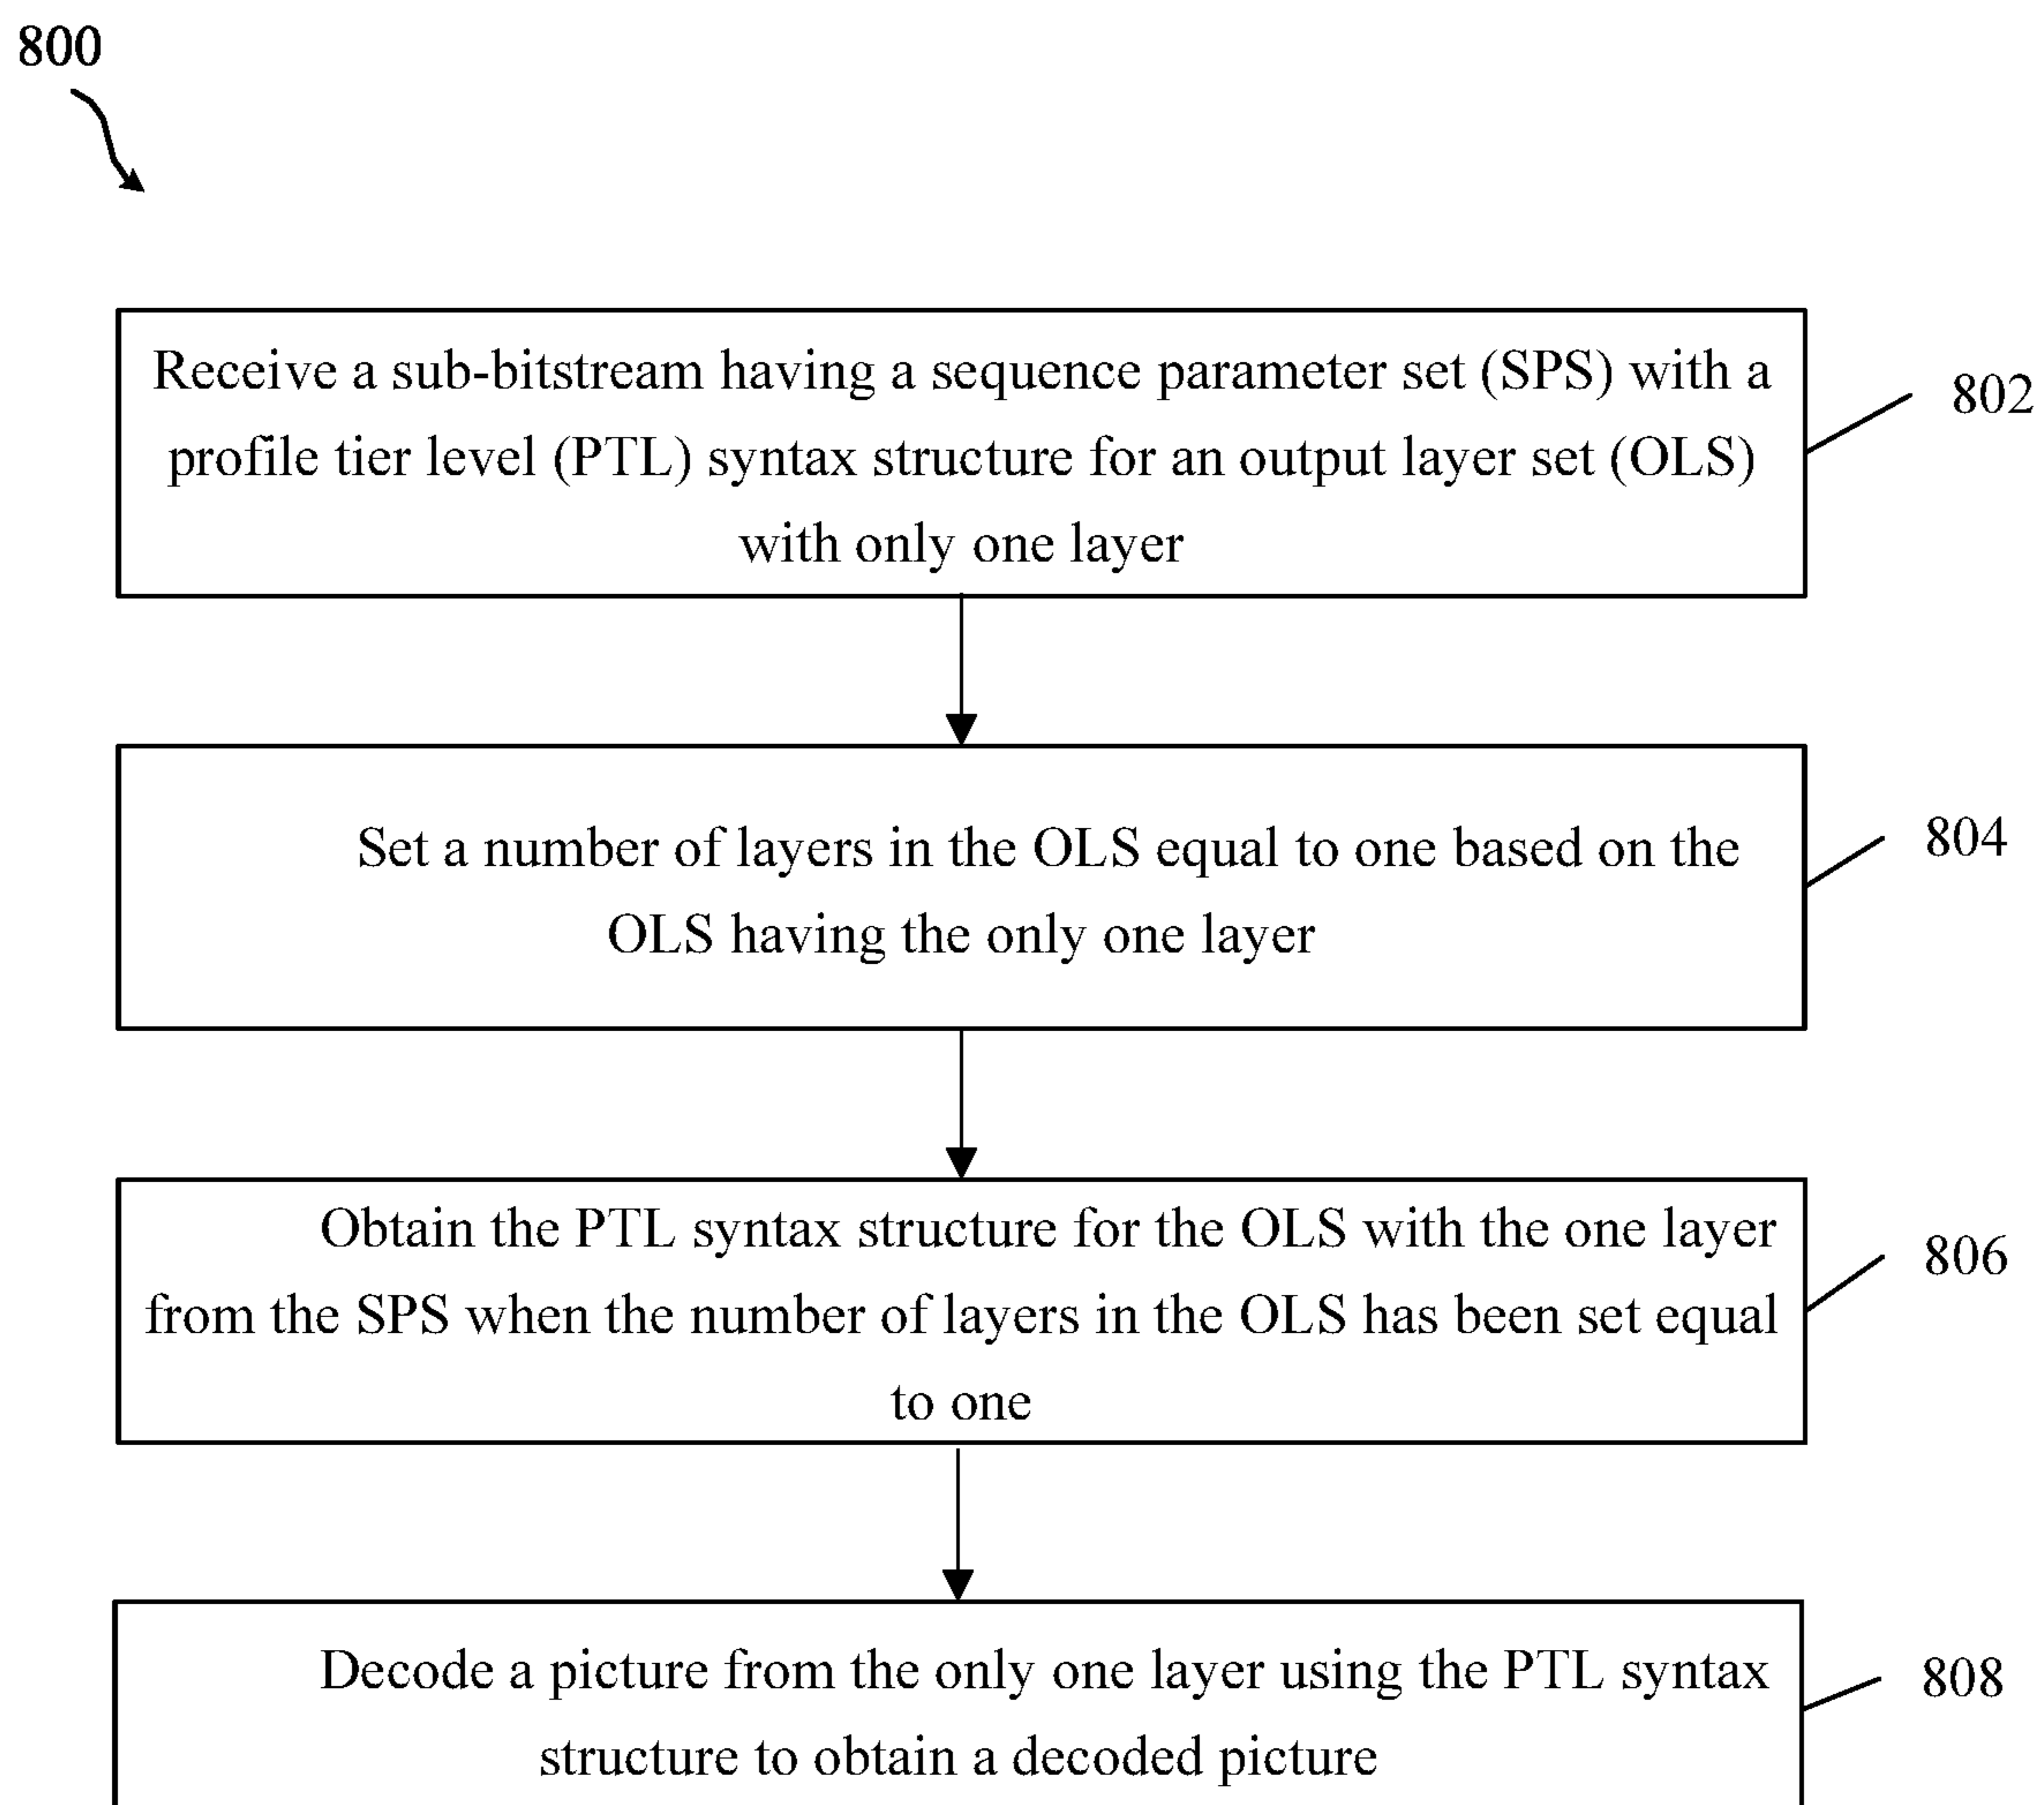 800
Receive a sub-bitstream having a sequence parameter set (SPS) with a
profile tier level (PTL) syntax structure for an output layer set (OLS)
with only one layer
802
Set a number of layers in the OLS equal to one based on the
OLS having the only one layer
804
Obtain the PTL syntax structure for the OLS with the one layer
from the SPS when the number of layers in the OLS has been set equal
to one
806
Decode a picture from the only one layer using the PTL syntax
structure to obtain a decoded picture
808